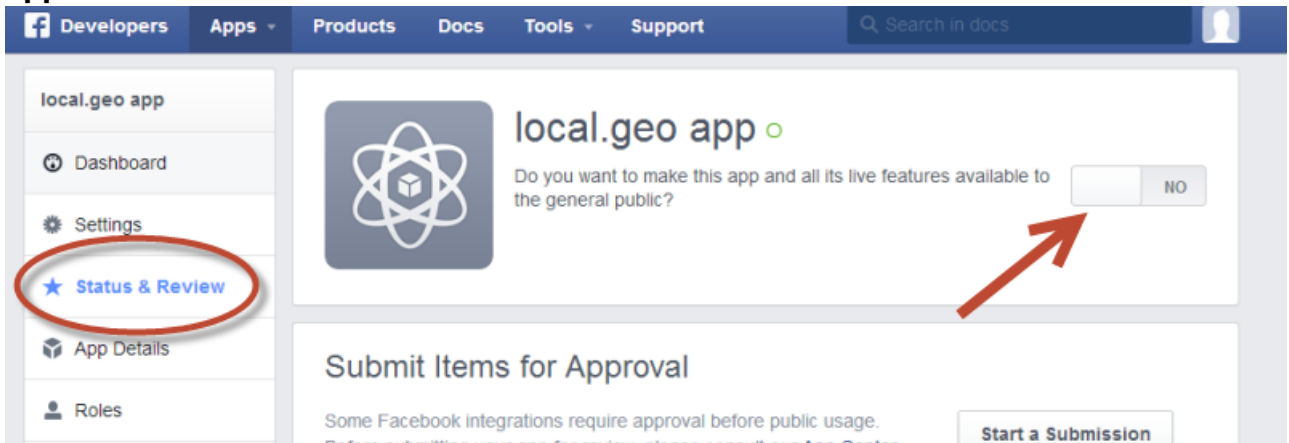 Developers Apps Products Docs Tools Support Search in docs
local.geo app
Dashboard
Settings
Status & Review
App Details
Roles
local.geo app
Do you want to make this app and all its live features available to
the general public?
NO
Submit Items for Approval
Some Facebook integrations require approval before public usage.
Start a Submission